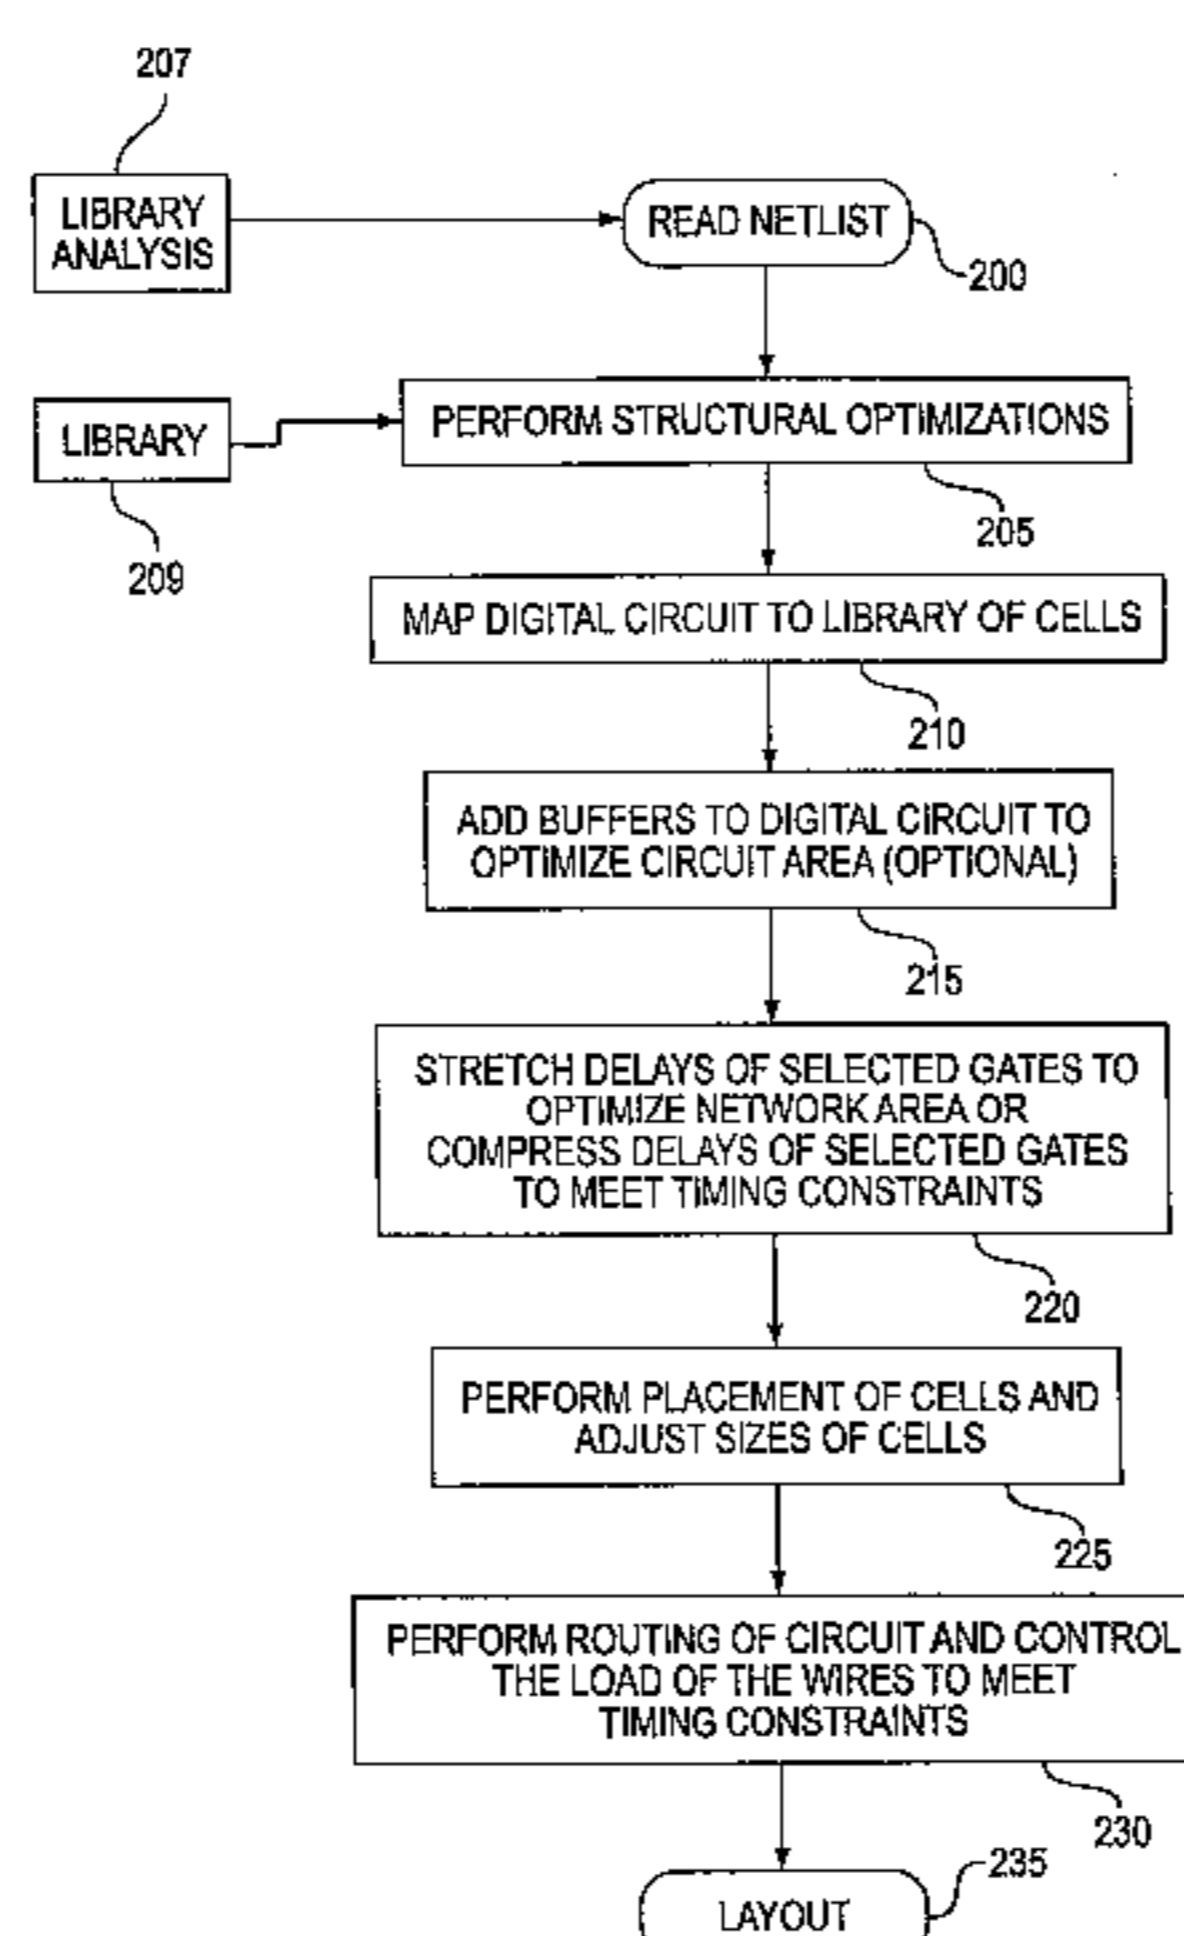 207
LIBRARY
ANALYSIS
READ NETLIST
200
LIBRARY
PERFORM STRUCTURAL OPTIMIZATIONS
205
209
MAP DIGITAL CIRCUIT TO LIBRARY OF CELLS
210
ADD BUFFERS TO DIGITAL CIRCUIT TO
OPTIMIZE CIRCUIT AREA (OPTIONAL)
215
STRETCH DELAYS OF SELECTED GATES TO
OPTIMIZE NETWORK AREA OR
COMPRESS DELAYS OF SELECTED GATES
TO MEET TIMING CONSTRAINTS
220
PERFORM PLACEMENT OF CELLS AND
ADJUST SIZES OF CELLS
225
PERFORM ROUTING OF CIRCUIT AND CONTROL
THE LOAD OF THE WIRES TO MEET
TIMING CONSTRAINTS
230
235
LAYOUT